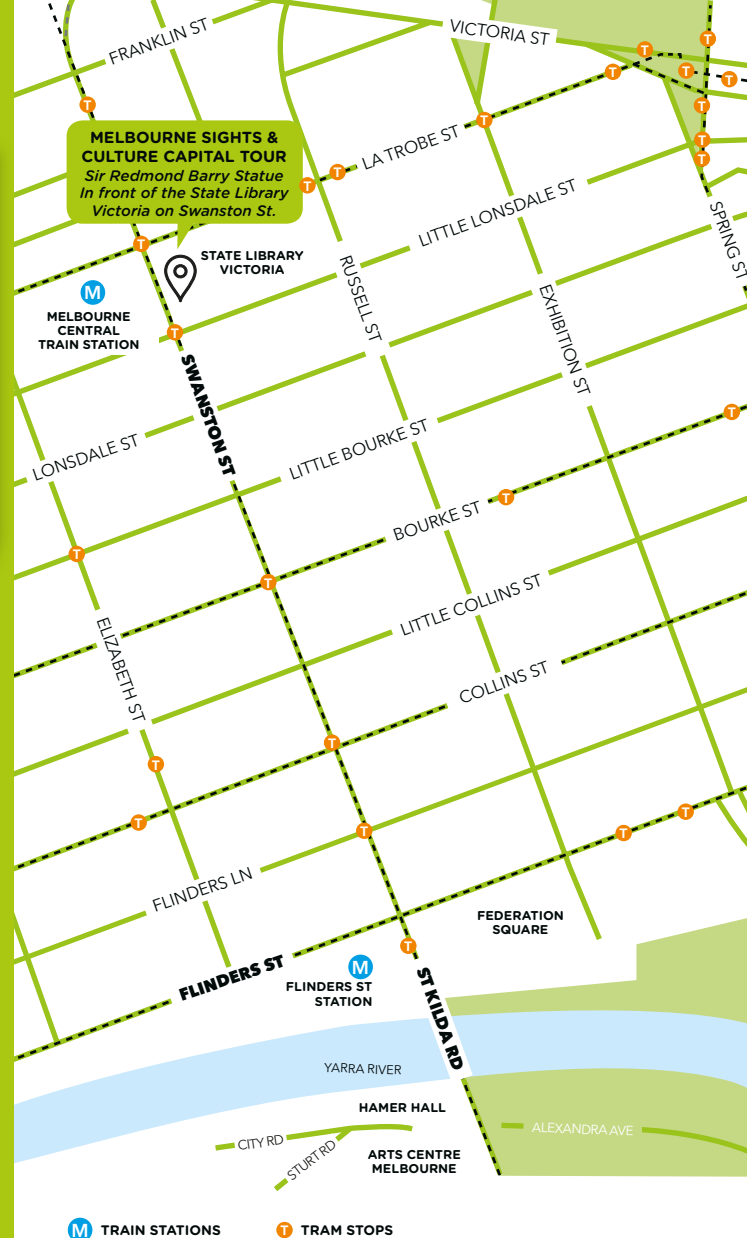 FRANKLIN ST
VICTORIA ST
T
T
T
T
T
T
T
MELBOURNE SIGHTS &
CULTURE CAPITAL TOUR
Sir Redmond Barry Statue
In front of the State Library
Victoria on Swanston St.
T
LA TROBE ST
T
T
T
T
LITTLE LONSDALE ST
SPRING ST
T
STATE LIBRARY
VICTORIA
RUSSELL ST
EXHIBITION ST
M
MELBOURNE
CENTRAL
TRAIN STATION
T
SWANSTON ST
LONSDALE ST
LITTLE BOURKE ST
T
BOURKE ST
T
T
T
LITTLE COLLINS ST
ELIZABETH ST
COLLINS ST
T
T
T
T
T
T
FLINDERS LN
FEDERATION
SQUARE
T
FLINDERS ST
M
FLINDERS ST
STATION
ST KILDA RD
YARRA RIVER
HAMER HALL
CITY RD
STURT RD
ALEXANDRA AVE
ARTS CENTRE
MELBOURNE
M TRAIN STATIONS
T TRAM STOPS